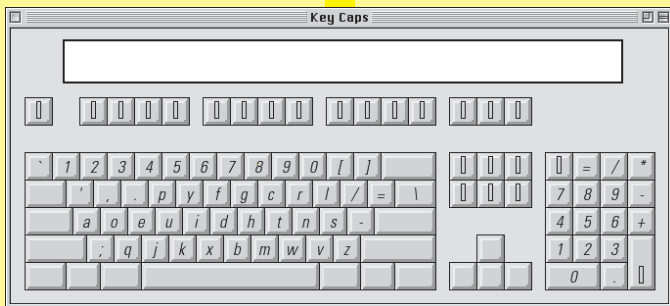 Key Caps
` 1 2 3 4 5 6 7 8 9 0 [ ] = / *
' , . p y f g c r l / = \ 7 8 9 -
a o e u i d h t n s - 4 5 6 +
; q j k x b m w v z 1 2 3
0 .